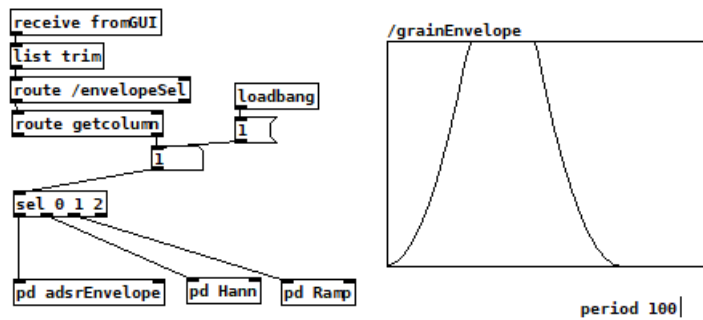 receive fromGUI
list trim
route /envelopeSel
route getcolumn
loadbang
1
1
sel 0 1 2
pd adsrEnvelope
pd Hann
pd Ramp
/grainEnvelope
period 100